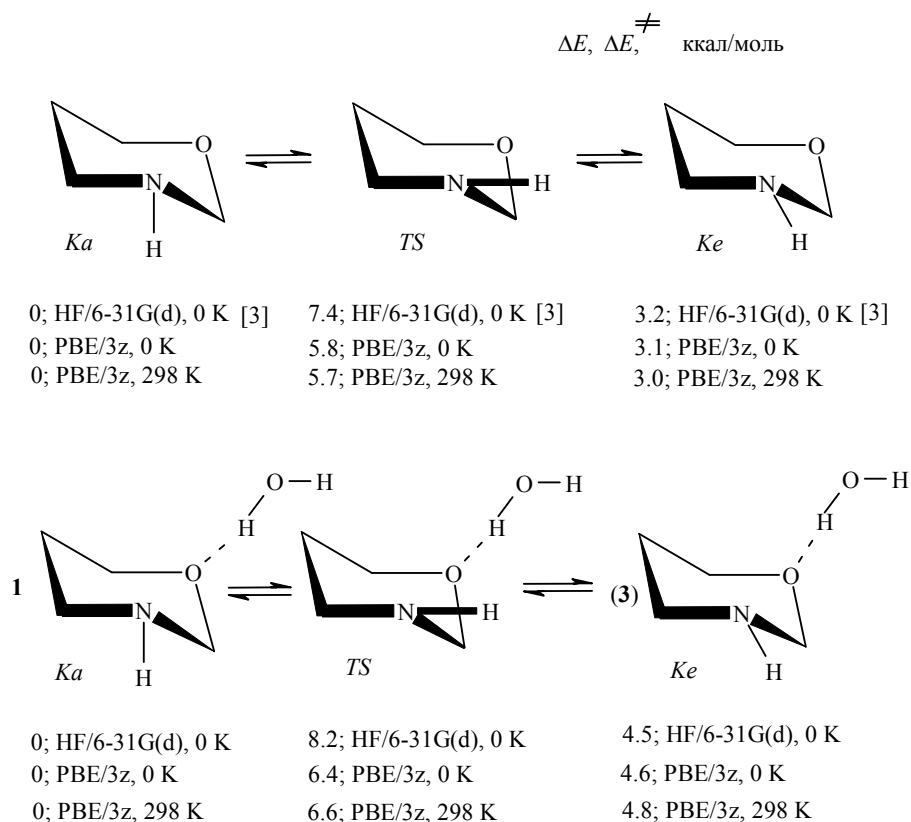 ΔE, ΔE,≠ ккал/моль
O O O
N N H N
H H
Ka TS Ke
0; HF/6-31G(d), 0 K [3] 7.4; HF/6-31G(d), 0 K [3] 3.2; HF/6-31G(d), 0 K [3]
0; PBE/3z, 0 K 5.8; PBE/3z, 0 K 3.1; PBE/3z, 0 K
0; PBE/3z, 298 K 5.7; PBE/3z, 298 K 3.0; PBE/3z, 298 K
O H O H O H
H H H
1 O O (3) O
N N H N
H H
Ka TS Ke
0; HF/6-31G(d), 0 K 8.2; HF/6-31G(d), 0 K 4.5; HF/6-31G(d), 0 K
0; PBE/3z, 0 K 6.4; PBE/3z, 0 K 4.6; PBE/3z, 0 K
0; PBE/3z, 298 K 6.6; PBE/3z, 298 K 4.8; PBE/3z, 298 K